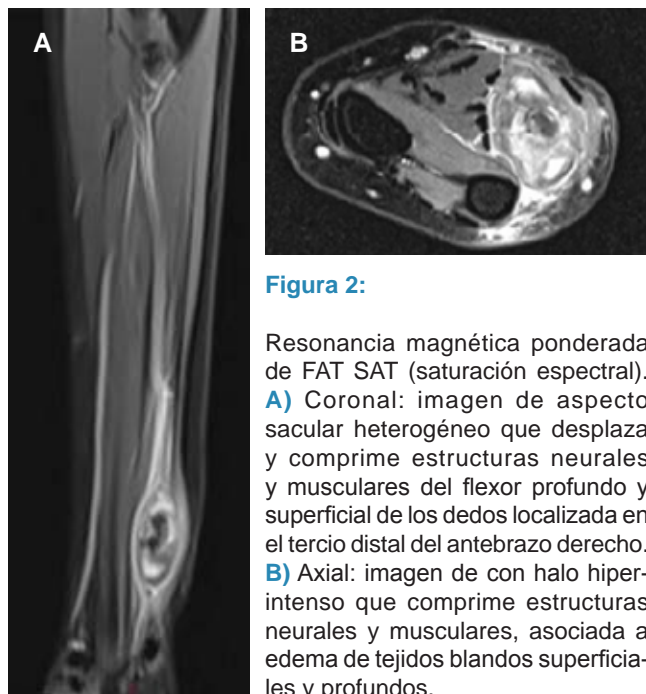 A
B
Figura 2:
Resonancia magnética ponderada
de FAT SAT (saturación espectral).
A) Coronal: imagen de aspecto
sacular heterogéneo que desplaza
y comprime estructuras neurales
y musculares del flexor profundo y
superficial de los dedos localizada en
el tercio distal del antebrazo derecho.
B) Axial: imagen de con halo hiper-
intenso que comprime estructuras
neurales y musculares, asociada a
edema de tejidos blandos superficia-
les y profundos.